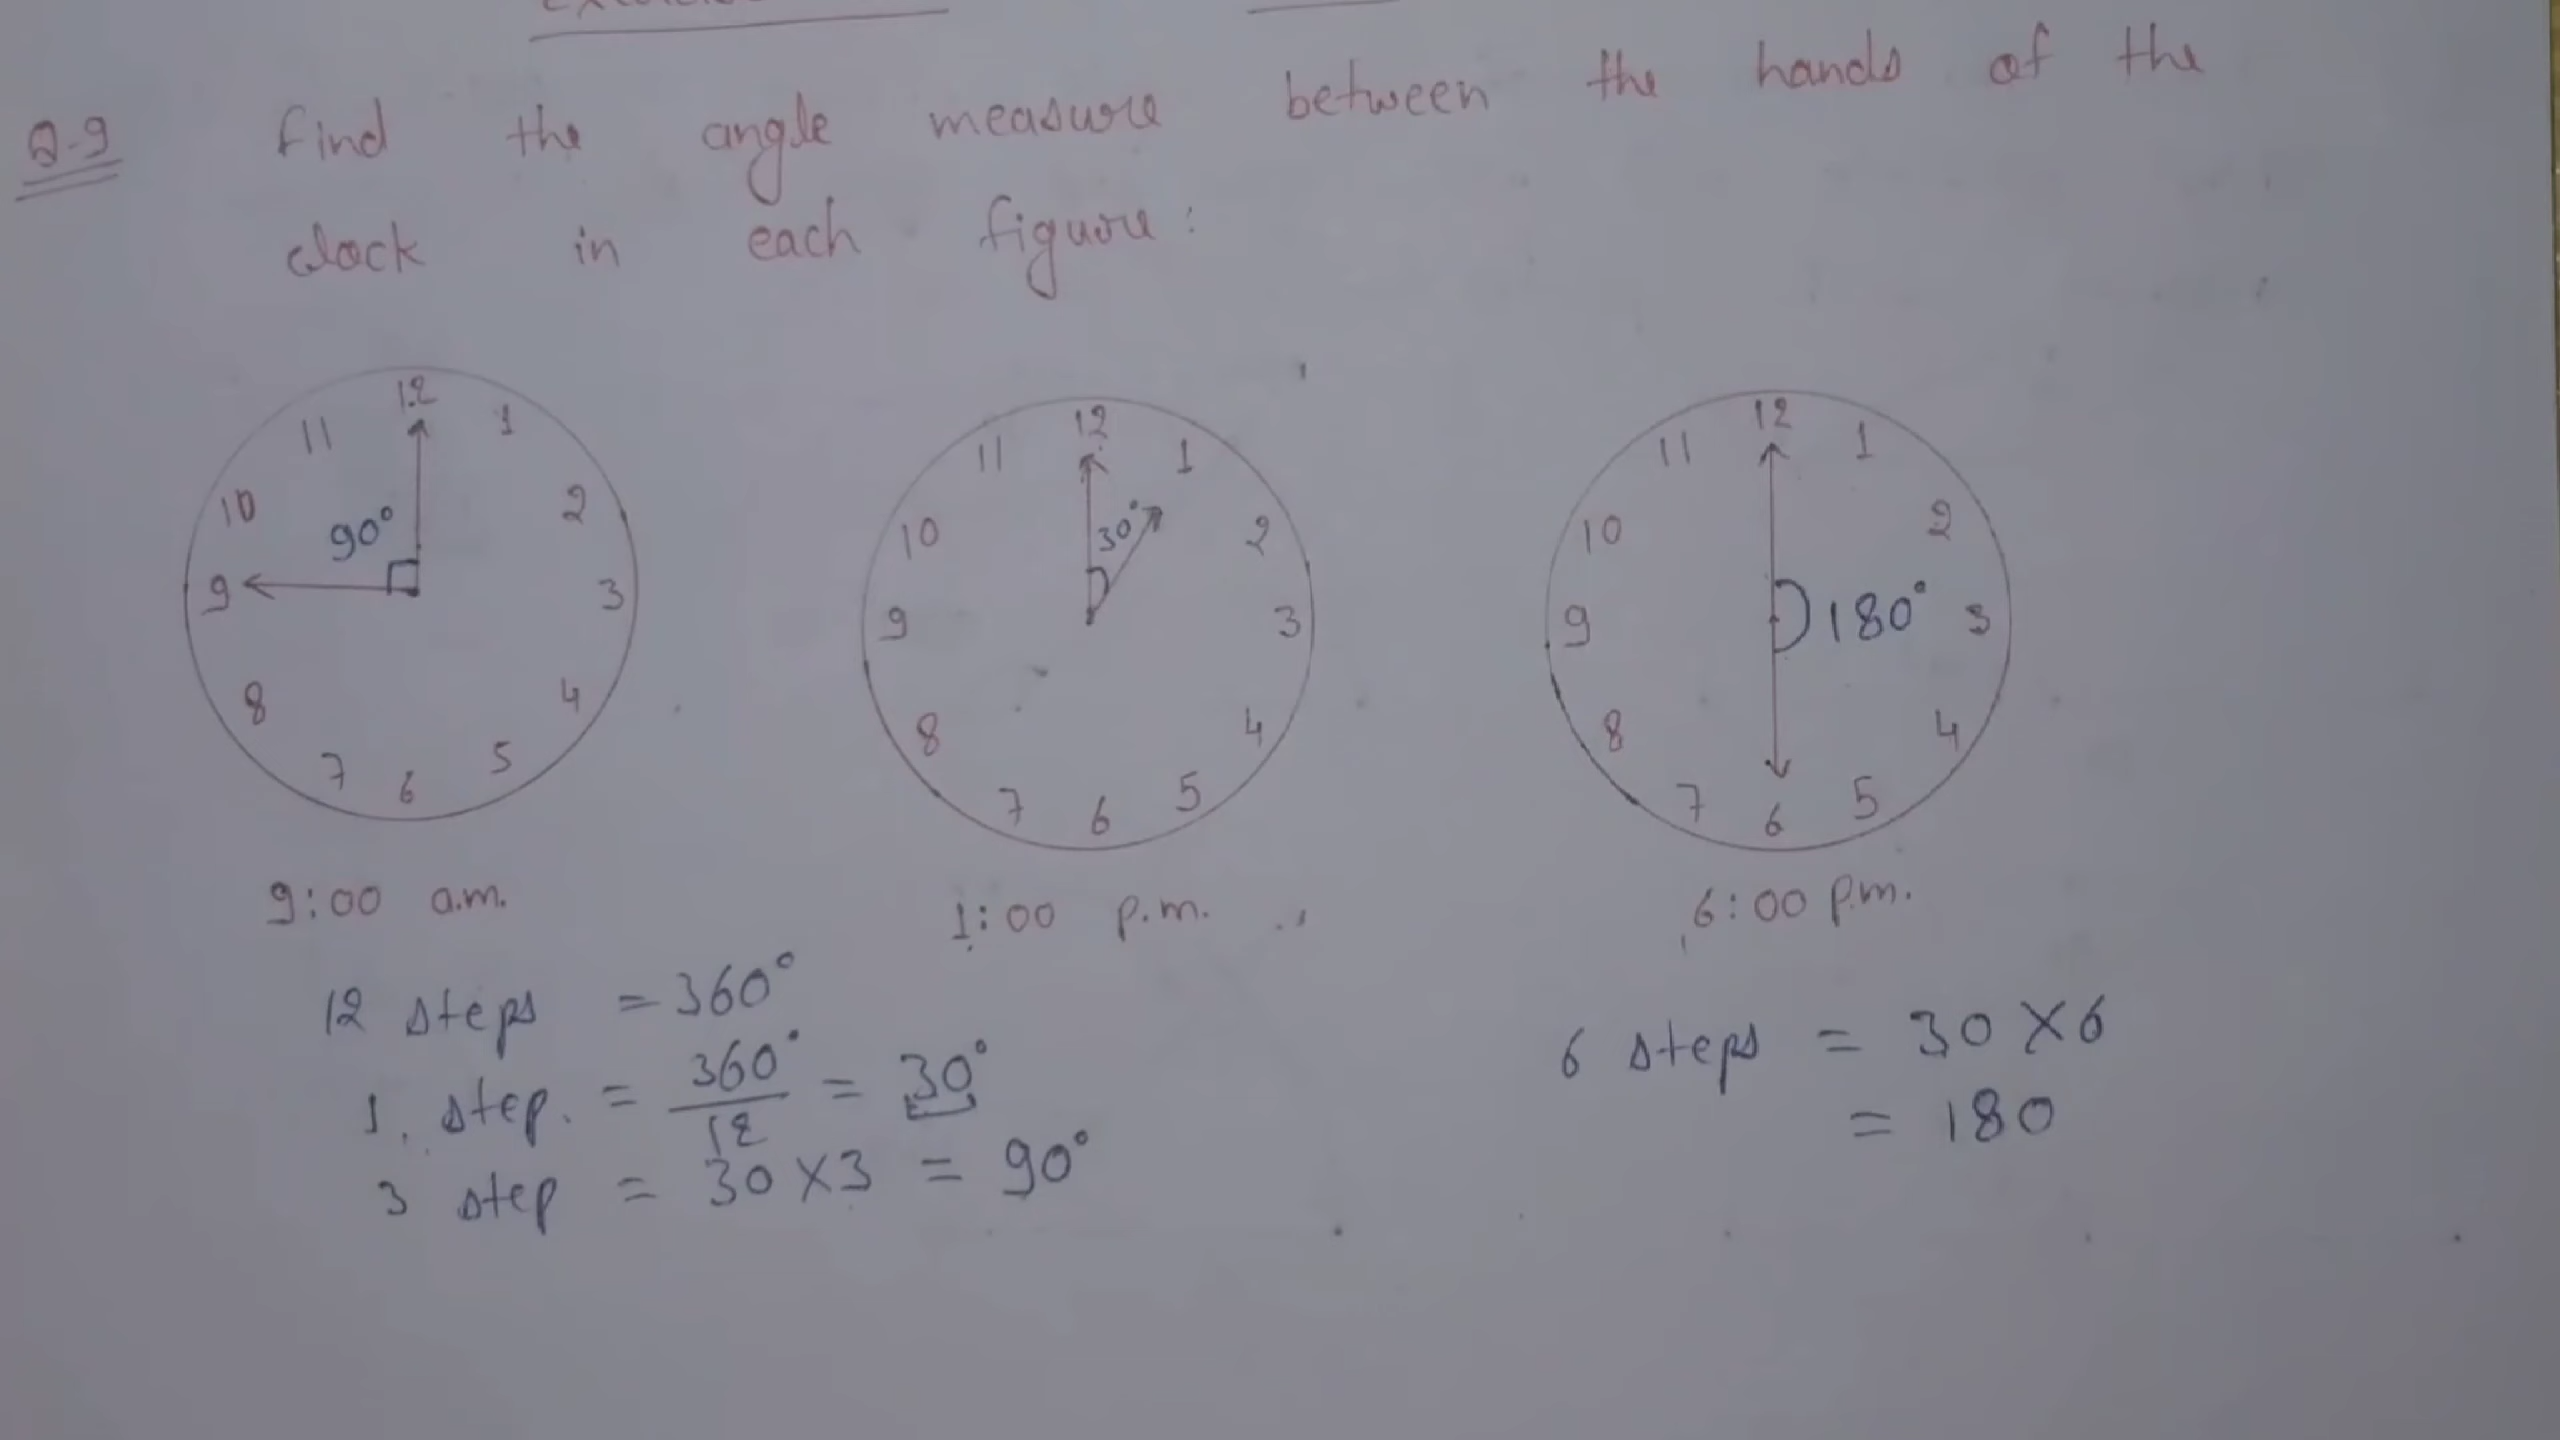 Q-9 Find the angle measure between the hands of the
clock in each figure:
12 1 2 3 4 5 6 7 8 9 10 11
90°
12 1 2 3 4 5 6 7 8 9 10 11
30°
12 1 2 3 4 5 6 7 8 9 10 11
180°
9:00 a.m.
1:00 p.m.
6:00 p.m.
12 steps = 360°
1 step = 360° / 12 = 30°
3 step = 30 × 3 = 90°
6 steps = 30 × 6
= 180